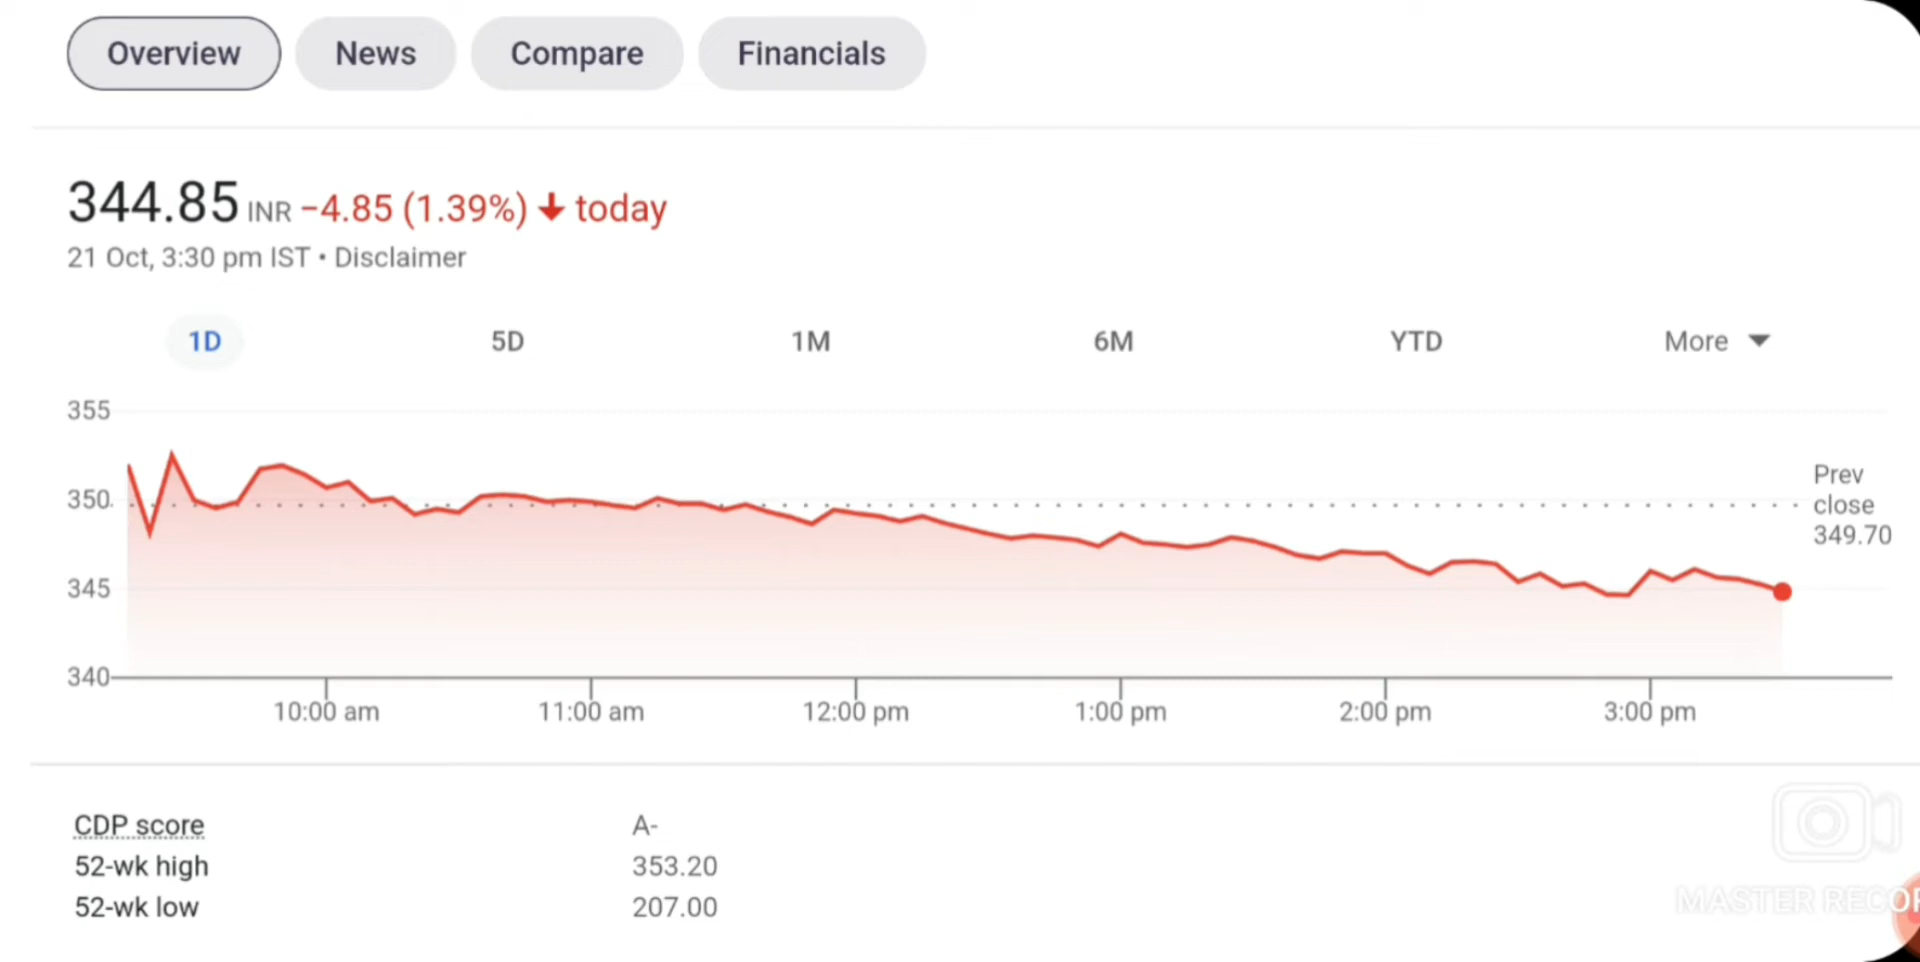 Overview News Compare Financials
344.85 INR −4.85 (1.39%) ↓ today
21 Oct, 3:30 pm IST • Disclaimer
1D 5D 1M 6M YTD More
355
350
345
340
Prev
close
349.70
10:00 am 11:00 am 12:00 pm 1:00 pm 2:00 pm 3:00 pm
CDP score A-
52-wk high 353.20
52-wk low 207.00
MASTER